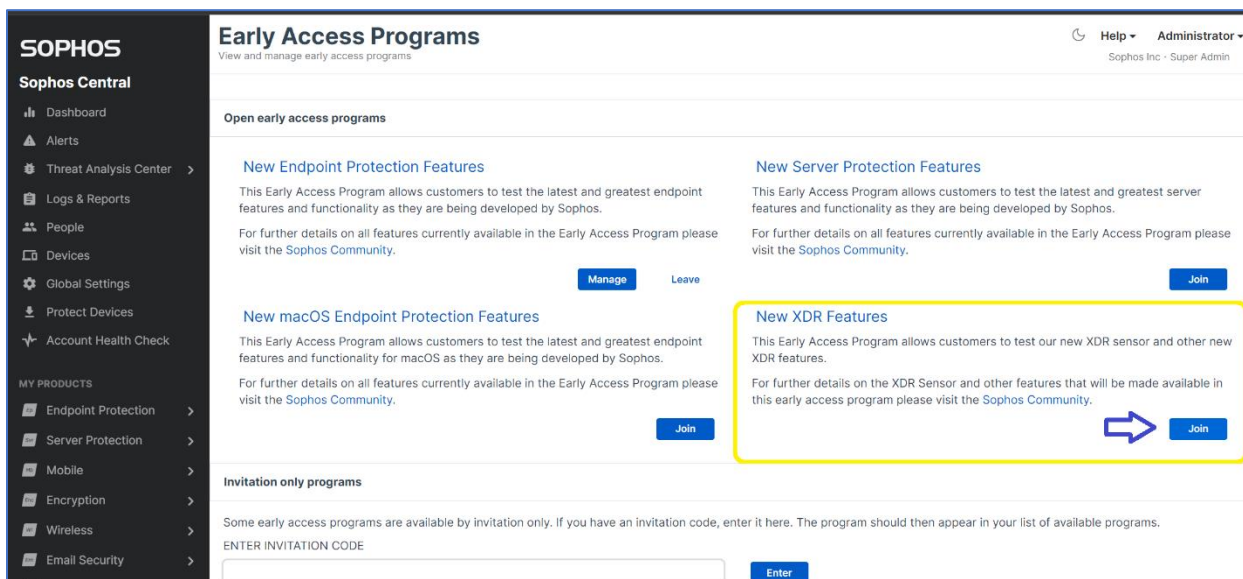 SOPHOS
Sophos Central
Dashboard
Alerts
Threat Analysis Center
Logs & Reports
People
Devices
Global Settings
Protect Devices
Account Health Check
MY PRODUCTS
Endpoint Protection
Server Protection
Mobile
Encryption
Wireless
Email Security
Early Access Programs
View and manage early access programs
Help
Administrator
Sophos Inc - Super Admin
Open early access programs
New Endpoint Protection Features
This Early Access Program allows customers to test the latest and greatest endpoint
features and functionality as they are being developed by Sophos.
For further details on all features currently available in the Early Access Program please
visit the Sophos Community.
Manage
Leave
New Server Protection Features
This Early Access Program allows customers to test the latest and greatest server
features and functionality as they are being developed by Sophos.
For further details on all features currently available in the Early Access Program please
visit the Sophos Community.
Join
New macOS Endpoint Protection Features
This Early Access Program allows customers to test the latest and greatest endpoint
features and functionality for macOS as they are being developed by Sophos.
For further details on all features currently available in the Early Access Program please
visit the Sophos Community.
Join
New XDR Features
This Early Access Program allows customers to test our new XDR sensor and other new
XDR features.
For further details on the XDR Sensor and other features that will be made available in
this early access program please visit the Sophos Community.
Join
Invitation only programs
Some early access programs are available by invitation only. If you have an invitation code, enter it here. The program should then appear in your list of available programs.
ENTER INVITATION CODE
Enter